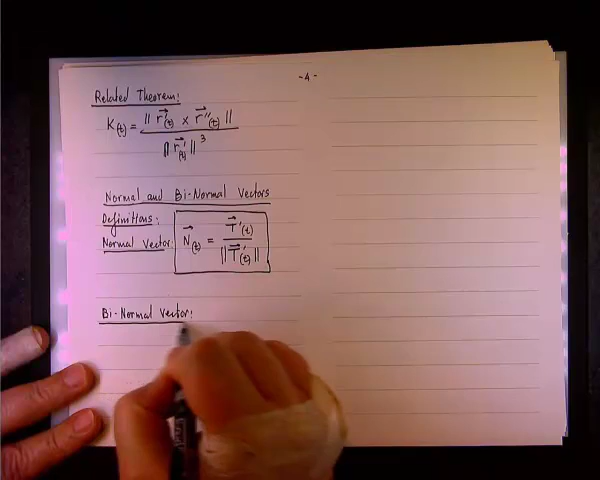 -4-
Related Theorem:
K(t) = || r⃗'(t) × r⃗''(t) || / || r⃗'(t) ||³
Normal and Bi-Normal Vectors
Definitions:
Normal Vector: N⃗(t) = T⃗'(t) / || T⃗'(t) ||
Bi-Normal Vector: